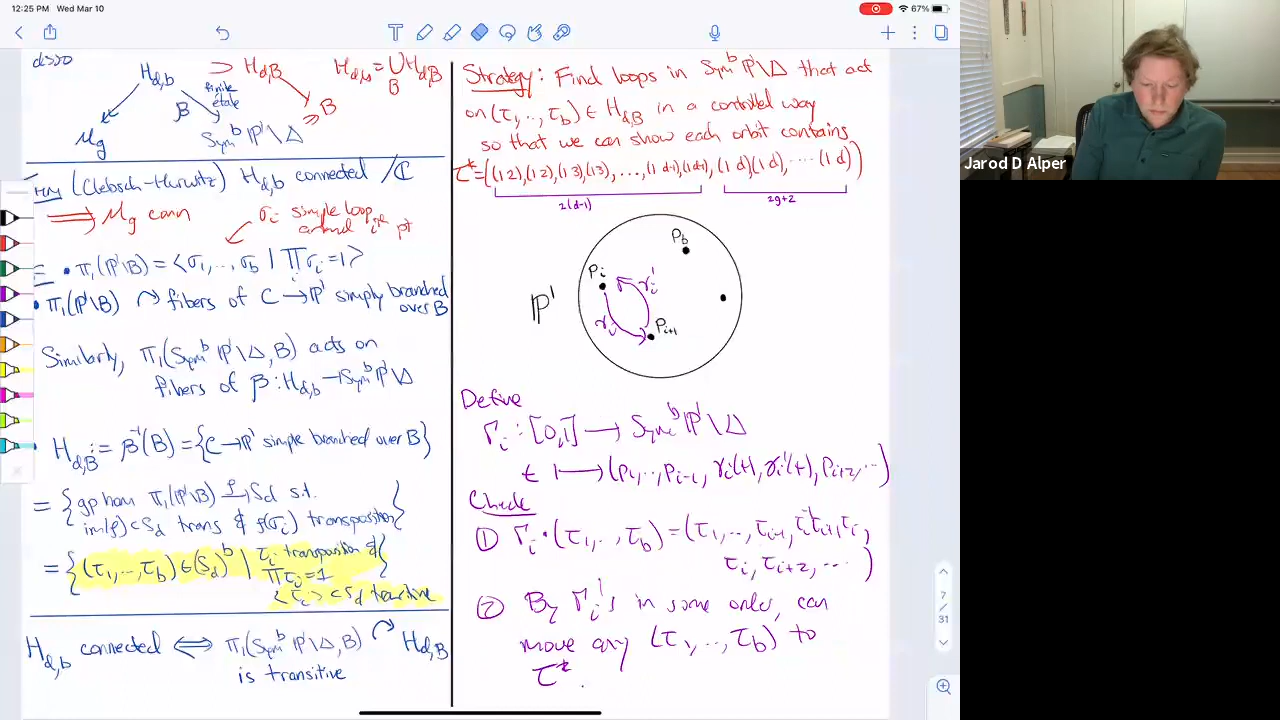 12:25 PM Wed Mar 10
67%
d>>0
H_{d,b} ⊃ H_{d,B} H_{d,b} = ∪_B H_{d,B}
finite étale
β
B
M_g Sym^b P^1 \ Δ
Thm (Clebsch-Hurwitz) H_{d,b} connected /ℂ
⟹ M_g conn
σ_i simple loop
around i^{th} pt
• π_1(P^1\B) = ⟨σ_1, …, σ_b | ∏σ_i = 1⟩
• π_1(P^1\B) ↷ fibers of C → P^1 simply branched
over B
Similarly, π_1(Sym^b P^1\Δ, B) acts on
fibers of β: H_{d,b} → Sym^b P^1\Δ
• H_{d,B} := β^{-1}(B) = {C → P^1 simple branched over B}
= {gp hom π_1(P^1\B) →^ρ S_d s.t.
im(ρ) ⊂ S_d trans & ρ(σ_i) transposition}
= {(τ_1, …, τ_b) ∈ (S_d)^b | τ_i transposition &
∏τ_i = 1
⟨τ_i⟩ ⊂ S_d transitive}
H_{d,b} connected ⟺ π_1(Sym^b P^1\Δ, B) ↷ H_{d,B}
is transitive
Strategy: Find loops in Sym^b P^1\Δ that act
on (τ_1, …, τ_b) ∈ H_{d,B} in a controlled way
so that we can show each orbit contains
τ* = ((12),(12),(13),(13), …, (1 d-1)(1 d-1), (1 d)(1 d), ⋯ (1 d))
2(d-1) 2g+2
P_b
P_i
γ_i'
P^1
γ_i P_{i+1}
Define
Γ_i : [0,1] → Sym^b P^1\Δ
t ↦ (p_1, …, p_{i-1}, γ_i(t), γ_i'(t), p_{i+2}, …)
Check
① Γ_i · (τ_1, …, τ_b) = (τ_1, …, τ_{i-1}, τ_i^{-1}τ_{i+1}τ_i,
τ_i, τ_{i+2}, …)
② By Γ_i's in some order, can
move any (τ_1, …, τ_b) to
τ*.
7
/
31
Jarod D Alper